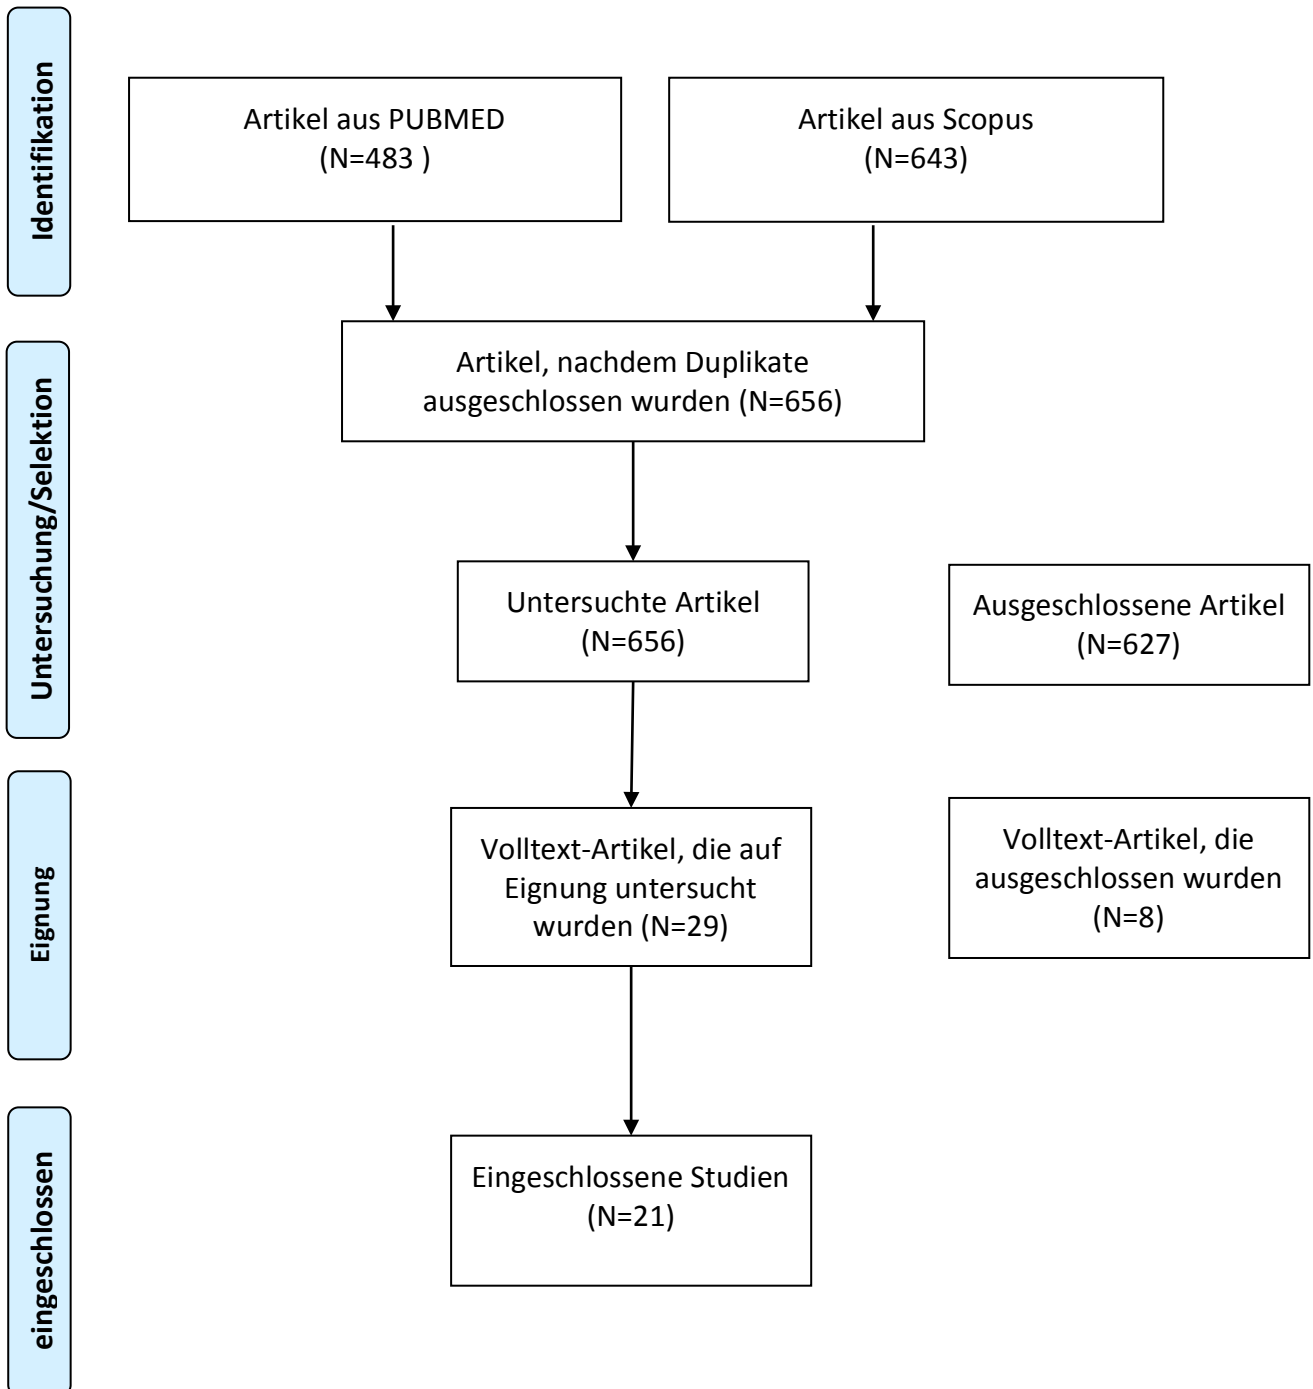 Identifikation
Artikel aus PUBMED
(N=483 )
Artikel aus Scopus
(N=643)
Untersuchung/Selektion
Artikel, nachdem Duplikate
ausgeschlossen wurden (N=656)
Untersuchte Artikel
(N=656)
Ausgeschlossene Artikel
(N=627)
Eignung
Volltext-Artikel, die auf
Eignung untersucht
wurden (N=29)
Volltext-Artikel, die
ausgeschlossen wurden
(N=8)
eingeschlossen
Eingeschlossene Studien
(N=21)